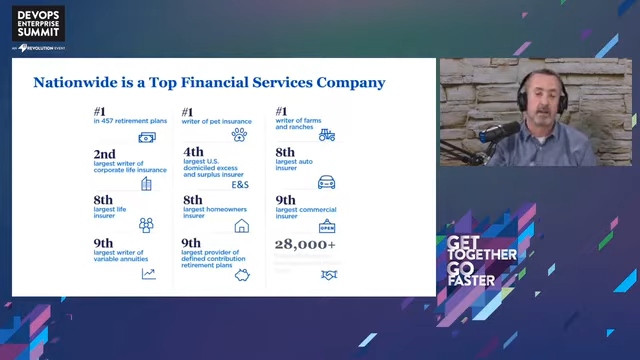 DEVOPS
ENTERPRISE
SUMMIT
AN IT REVOLUTION EVENT
Nationwide is a Top Financial Services Company
#1
in 457 retirement plans
#1
writer of pet insurance
#1
writer of farms
and ranches
2nd
largest writer of
corporate life insurance
4th
largest U.S.
domiciled excess
and surplus insurer
E&S
8th
largest auto
insurer
8th
largest life
insurer
8th
largest homeowners
insurer
9th
largest commercial
insurer
OPEN
9th
largest writer of
variable annuities
9th
largest provider of
defined contribution
retirement plans
28,000+
GET
TOGETHER
GO
FASTER